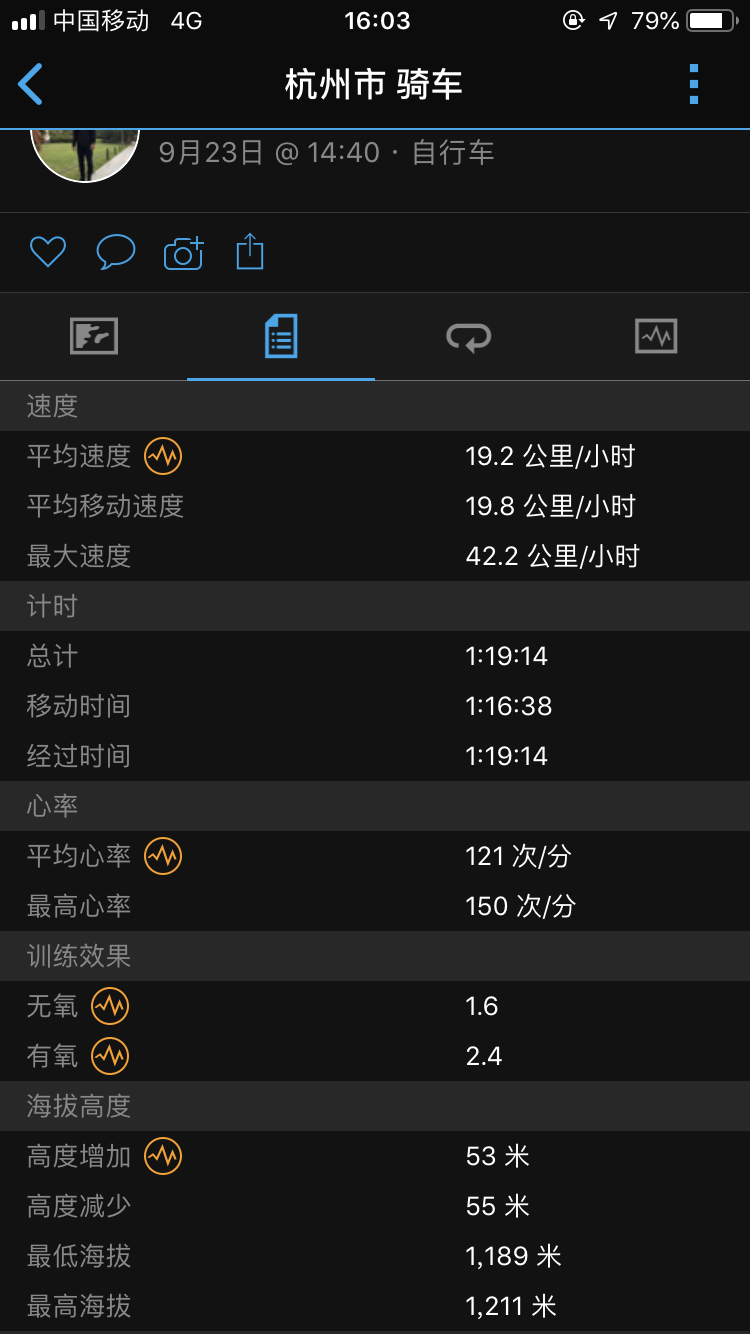 中国移动 4G 16:03 79%
杭州市 骑车
9月23日 @ 14:40 · 自行车
速度
平均速度 19.2 公里/小时
平均移动速度 19.8 公里/小时
最大速度 42.2 公里/小时
计时
总计 1:19:14
移动时间 1:16:38
经过时间 1:19:14
心率
平均心率 121 次/分
最高心率 150 次/分
训练效果
无氧 1.6
有氧 2.4
海拔高度
高度增加 53 米
高度减少 55 米
最低海拔 1,189 米
最高海拔 1,211 米